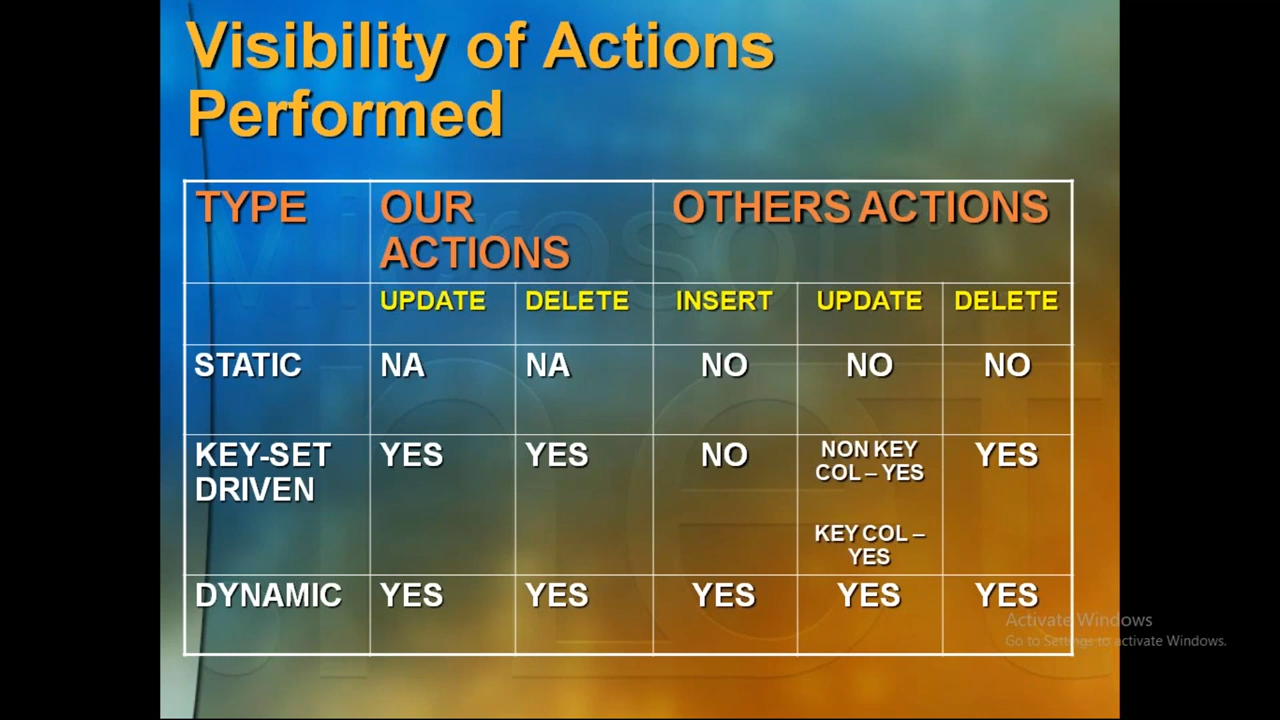 Visibility of Actions
Performed
TYPE OUR ACTIONS OTHERS ACTIONS
UPDATE DELETE INSERT UPDATE DELETE
STATIC NA NA NO NO NO
KEY-SET DRIVEN YES YES NO NON KEY COL – YES KEY COL – YES YES
DYNAMIC YES YES YES YES YES
Activate Windows
Go to Settings to activate Windows.